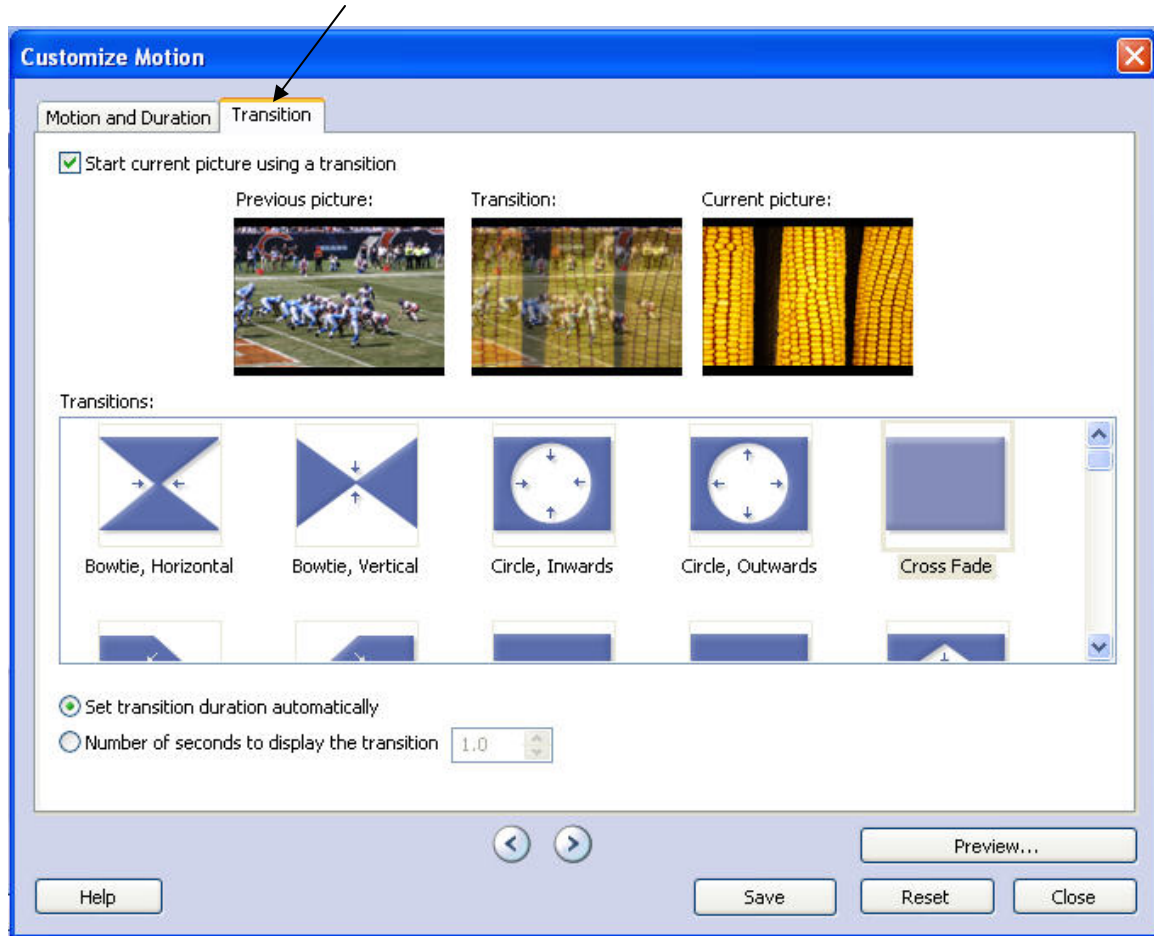 Customize Motion
Motion and Duration Transition
Start current picture using a transition
Previous picture: Transition: Current picture:
Transitions:
Bowtie, Horizontal Bowtie, Vertical Circle, Inwards Circle, Outwards Cross Fade
Set transition duration automatically
Number of seconds to display the transition 1.0
Preview...
Help Save Reset Close